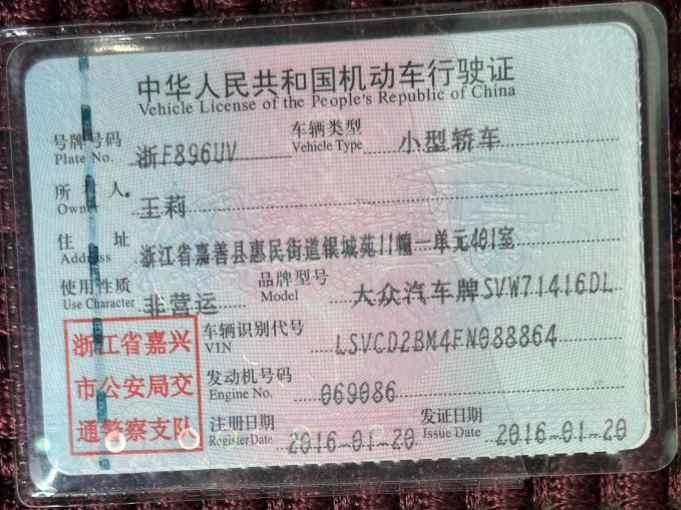 中华人民共和国机动车行驶证
Vehicle License of the People's Republic of China
号牌号码 浙F896UV 车辆类型 小型轿车
Plate No. Vehicle Type
所有人 王莉
Owner
住址 浙江省嘉善县惠民街道银城苑11幢一单元401室
Address
使用性质 非营运 品牌型号 大众汽车牌SVW71416DL
Use Character Model
车辆识别代号 LSVCD2BM4FN088864
VIN
发动机号码 069086
Engine No.
注册日期 2016-01-20 发证日期 2016-01-20
Register Date Issue Date
浙江省嘉兴
市公安局交
通警察支队